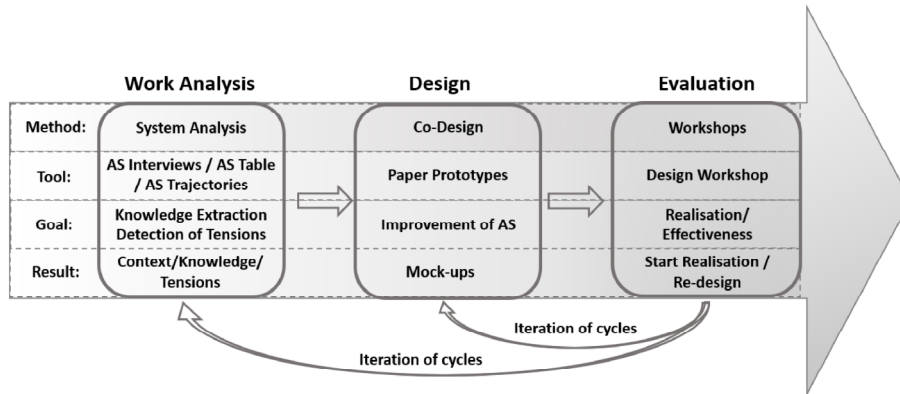 Work Analysis
Design
Evaluation
Method:
System Analysis
Co-Design
Workshops
Tool:
AS Interviews / AS Table
/ AS Trajectories
Paper Prototypes
Design Workshop
Goal:
Knowledge Extraction
Detection of Tensions
Improvement of AS
Realisation/
Effectiveness
Result:
Context/Knowledge/
Tensions
Mock-ups
Start Realisation /
Re-design
Iteration of cycles
Iteration of cycles